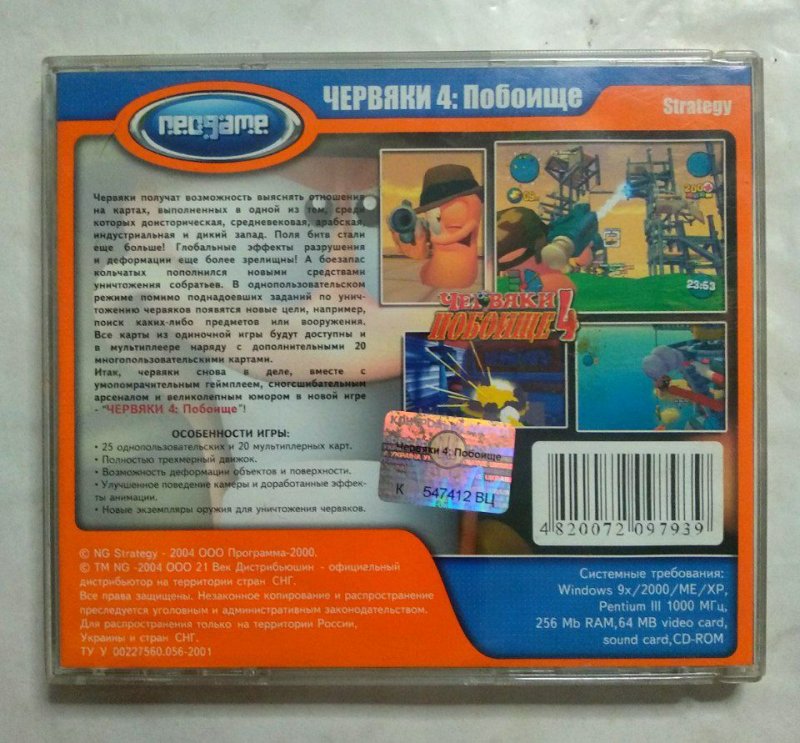 ЧЕРВЯКИ 4: Побоище
Strategy
neogame
Червяки получат возможность выяснять отношения
на картах, выполненных в одной из тем, среди
которых доисторическая, средневековая, арабская,
индустриальная и дикий запад. Поля битв стали
еще больше! Глобальные эффекты разрушения
и деформации еще более зрелищны! А боезапас
кольчатых пополнился новыми средствами
уничтожения собратьев. В однопользовательском
режиме помимо поднадоевших заданий по унич-
тожению червяков появятся новые цели, например,
поиск каких-либо предметов или вооружения.
Все карты из одиночной игры будут доступны и
в мультиплеере наряду с дополнительными 20
многопользовательскими картами.
Итак, червяки снова в деле, вместе с
умопомрачительным геймплеем, сногсшибательным
арсеналом и великолепным юмором в новой игре
- "ЧЕРВЯКИ 4: Побоище"!
ОСОБЕННОСТИ ИГРЫ:
• 25 однопользовательских и 20 мультиплерных карт.
• Полностью трехмерный движок.
• Возможность деформации объектов и поверхности.
• Улучшенное поведение камеры и доработанные эффек-
ты анимации.
• Новые экземпляры оружия для уничтожения червяков.
200
23:53
ЧЕРВЯКИ
ПОБОИЩЕ 4
Червяки 4: Побоище
К 547412 ВЦ
4 820072 097939
© NG Strategy - 2004 ООО Программа-2000.
© TM NG -2004 ООО 21 Век Дистрибьюшин - официальный
дистрибьютор на территории стран СНГ.
Все права защищены. Незаконное копирование и распространение
преследуется уголовным и административным законодательством.
Для распространения только на территории России,
Украины и стран СНГ.
ТУ У 00227560.056-2001
Системные требования:
Windows 9x/2000/ME/XP,
Pentium III 1000 МГц,
256 Mb RAM,64 MB video card,
sound card,CD-ROM